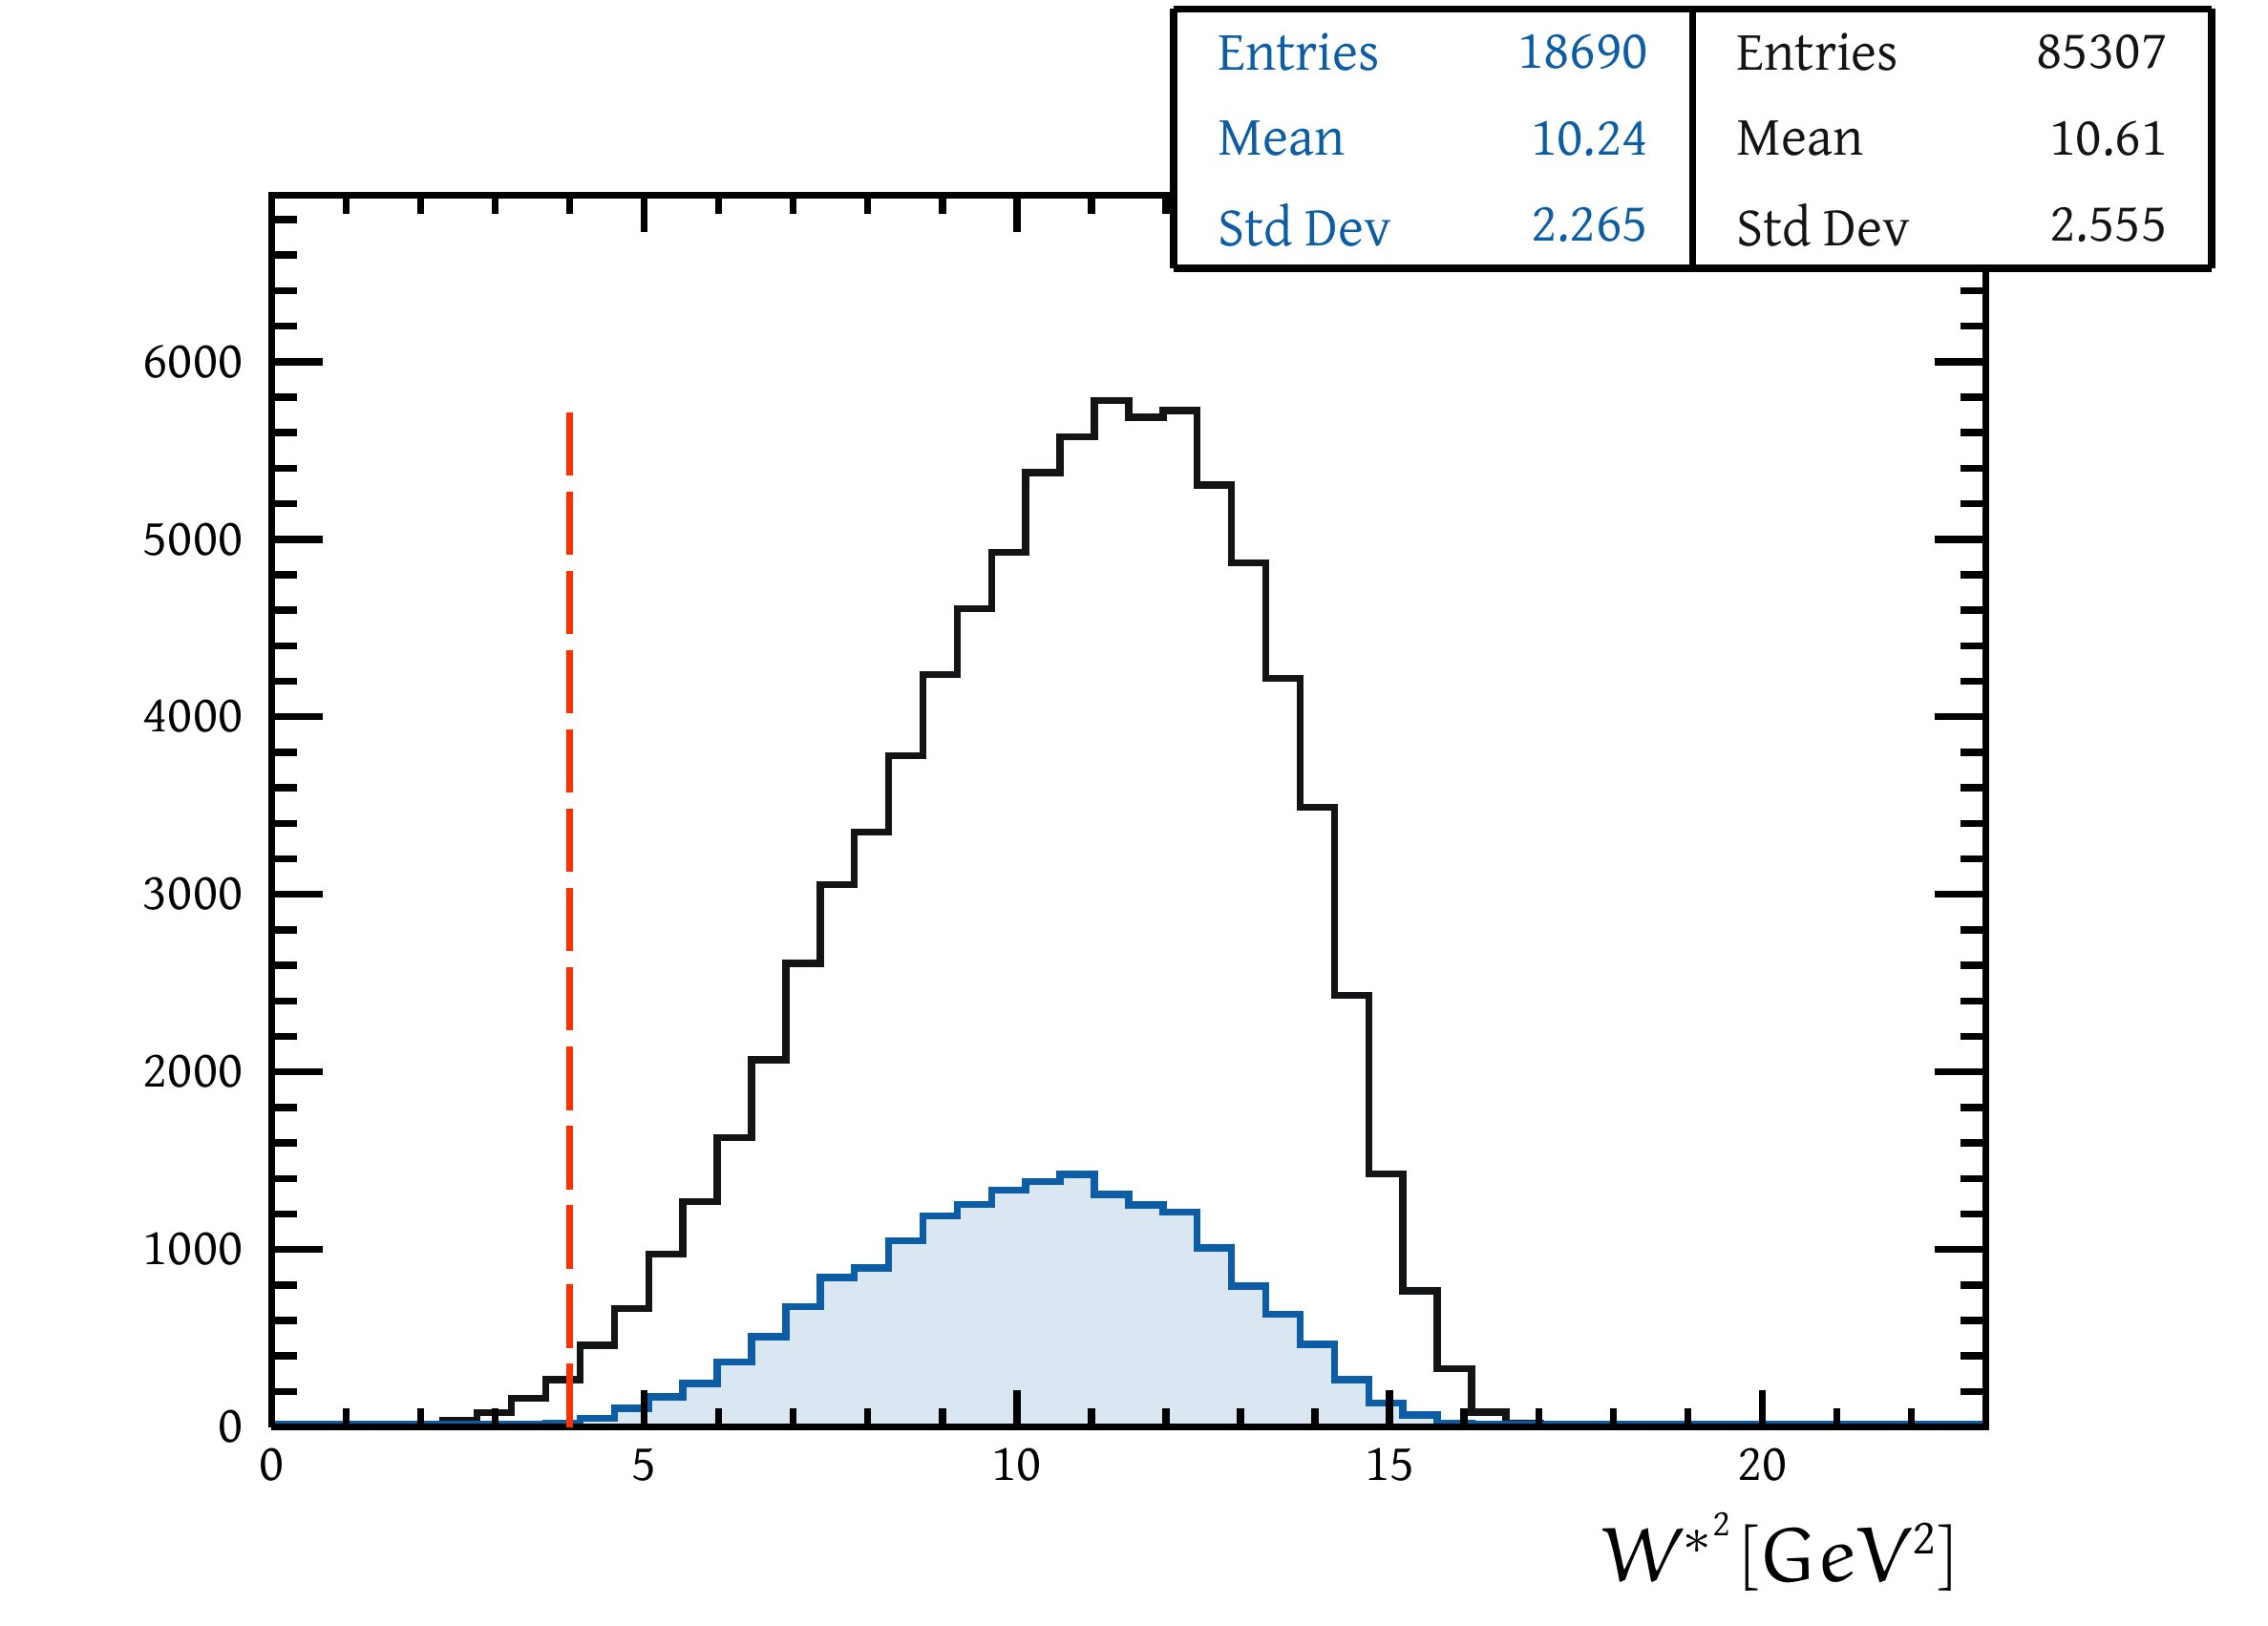 Entries 18690 Entries 85307
Mean 10.24 Mean 10.61
Std Dev 2.265 Std Dev 2.555
6000
5000
4000
3000
2000
1000
0
0 5 10 15 20
W*² [GeV²]